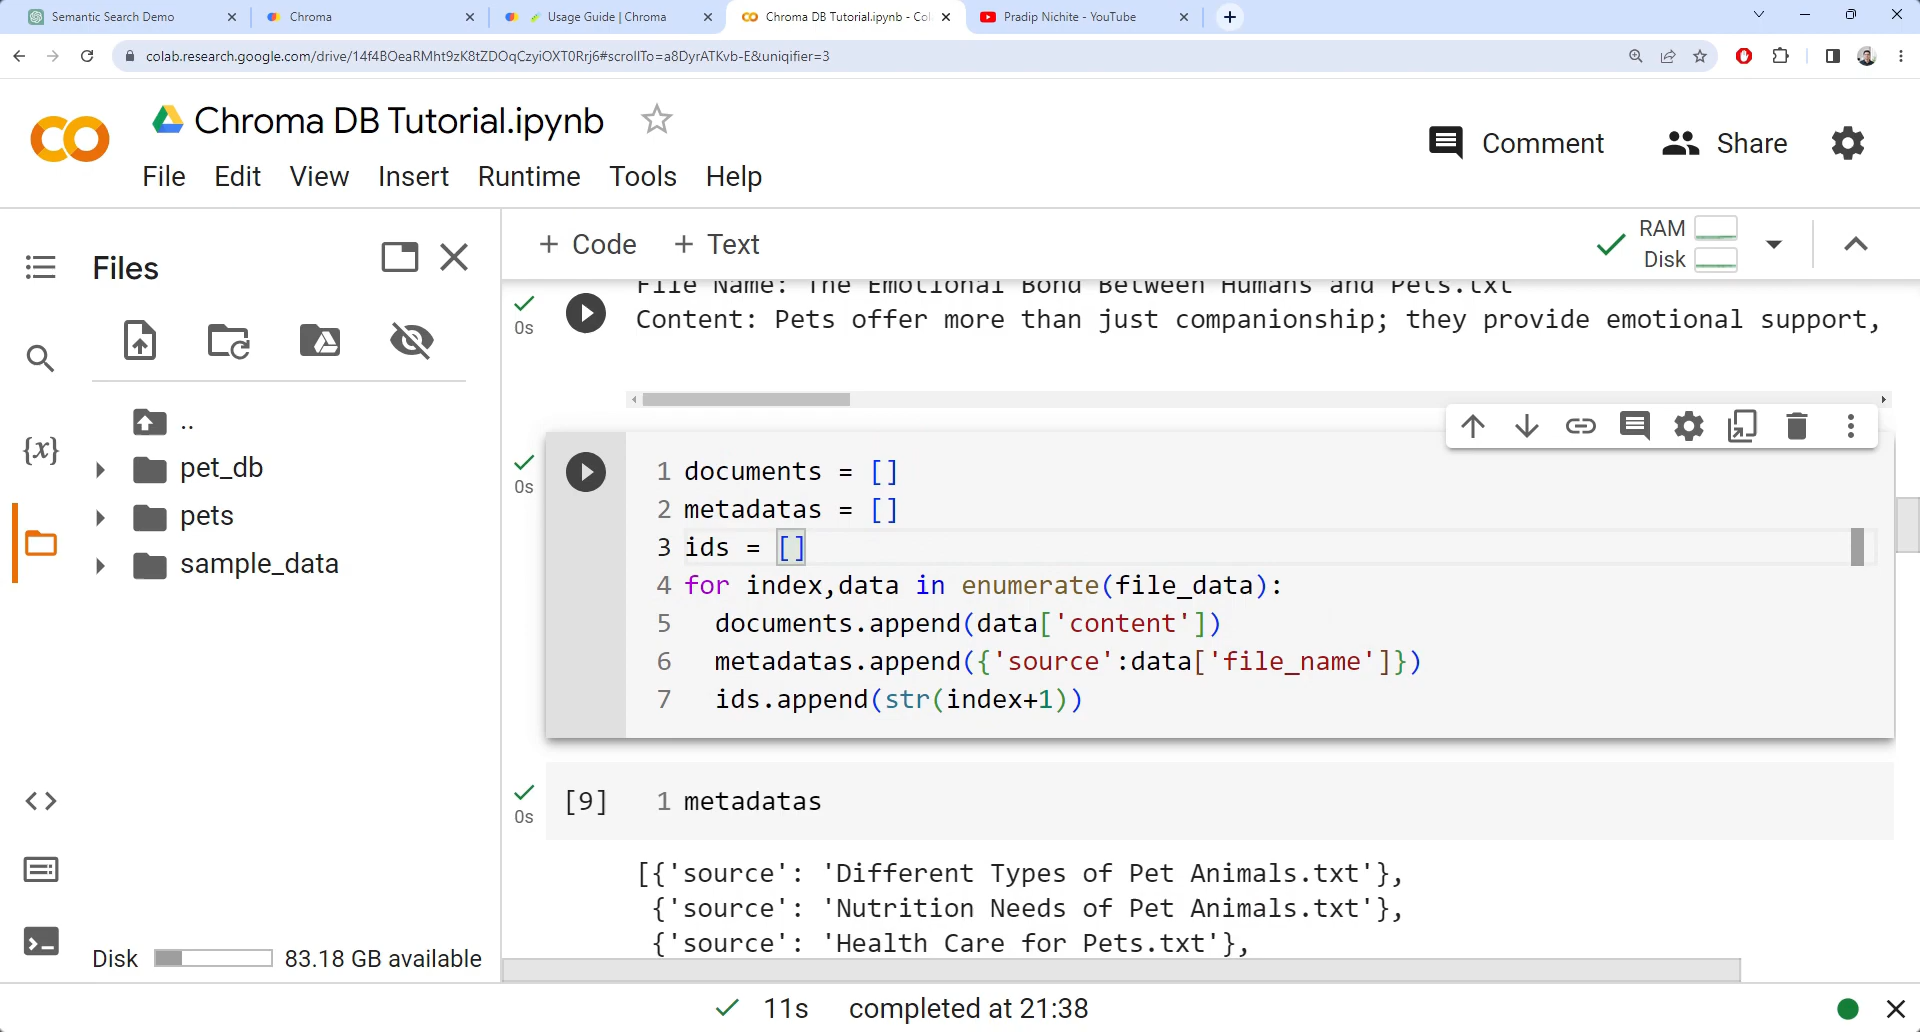 Semantic Search Demo
Chroma
Usage Guide | Chroma
Chroma DB Tutorial.ipynb - Col
Pradip Nichite - YouTube
colab.research.google.com/drive/14f4BOeaRMht9zK8tZDOqCzyiOXT0Rrj6#scrollTo=a8DyrATKvb-E&uniqifier=3
Chroma DB Tutorial.ipynb
Comment
Share
File Edit View Insert Runtime Tools Help
+ Code + Text
RAM
Disk
Files
..
pet_db
pets
sample_data
{x}
Disk 83.18 GB available
File Name: The Emotional Bond Between Humans and Pets.txt
0s
Content: Pets offer more than just companionship; they provide emotional support,
0s
1 documents = []
2 metadatas = []
3 ids = []
4 for index,data in enumerate(file_data):
5 documents.append(data['content'])
6 metadatas.append({'source':data['file_name']})
7 ids.append(str(index+1))
0s
[9] 1 metadatas
[{'source': 'Different Types of Pet Animals.txt'},
{'source': 'Nutrition Needs of Pet Animals.txt'},
{'source': 'Health Care for Pets.txt'},
11s completed at 21:38